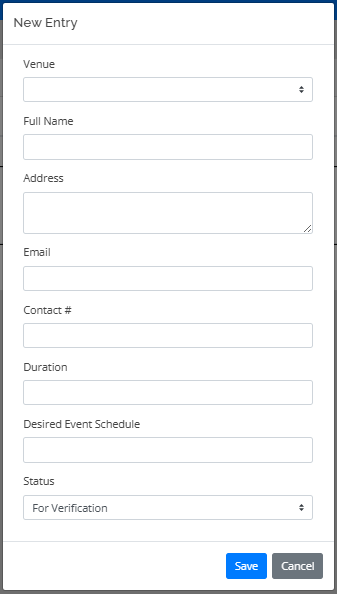 New Entry
Venue
Full Name
Address
Email
Contact #
Duration
Desired Event Schedule
Status
For Verification
Save Cancel